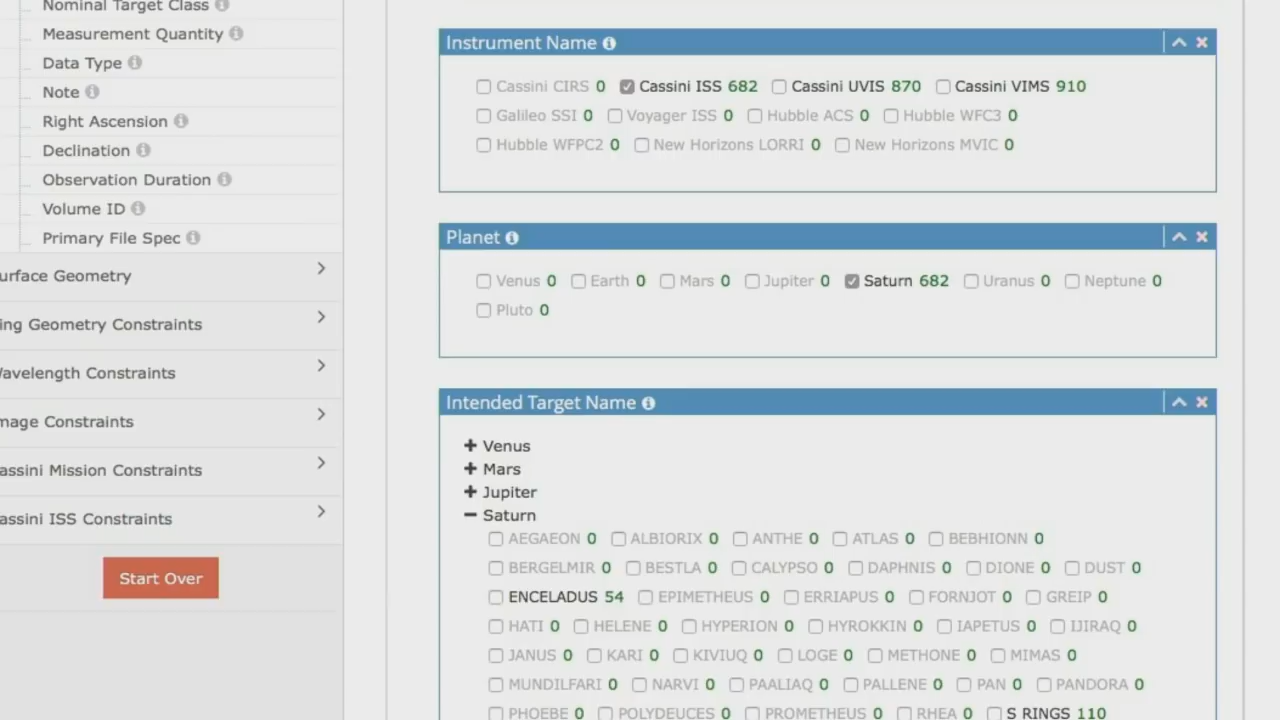 Nominal Target Class
Measurement Quantity
Data Type
Note
Right Ascension
Declination
Observation Duration
Volume ID
Primary File Spec
urface Geometry
ing Geometry Constraints
Wavelength Constraints
mage Constraints
assini Mission Constraints
assini ISS Constraints
Start Over
Instrument Name
Cassini CIRS 0 Cassini ISS 682 Cassini UVIS 870 Cassini VIMS 910
Galileo SSI 0 Voyager ISS 0 Hubble ACS 0 Hubble WFC3 0
Hubble WFPC2 0 New Horizons LORRI 0 New Horizons MVIC 0
Planet
Venus 0 Earth 0 Mars 0 Jupiter 0 Saturn 682 Uranus 0 Neptune 0
Pluto 0
Intended Target Name
Venus
Mars
Jupiter
Saturn
AEGAEON 0 ALBIORIX 0 ANTHE 0 ATLAS 0 BEBHIONN 0
BERGELMIR 0 BESTLA 0 CALYPSO 0 DAPHNIS 0 DIONE 0 DUST 0
ENCELADUS 54 EPIMETHEUS 0 ERRIAPUS 0 FORNJOT 0 GREIP 0
HATI 0 HELENE 0 HYPERION 0 HYROKKIN 0 IAPETUS 0 IJIRAQ 0
JANUS 0 KARI 0 KIVIUQ 0 LOGE 0 METHONE 0 MIMAS 0
MUNDILFARI 0 NARVI 0 PAALIAQ 0 PALLENE 0 PAN 0 PANDORA 0
PHOEBE 0 POLYDEUCES 0 PROMETHEUS 0 RHEA 0 S RINGS 110